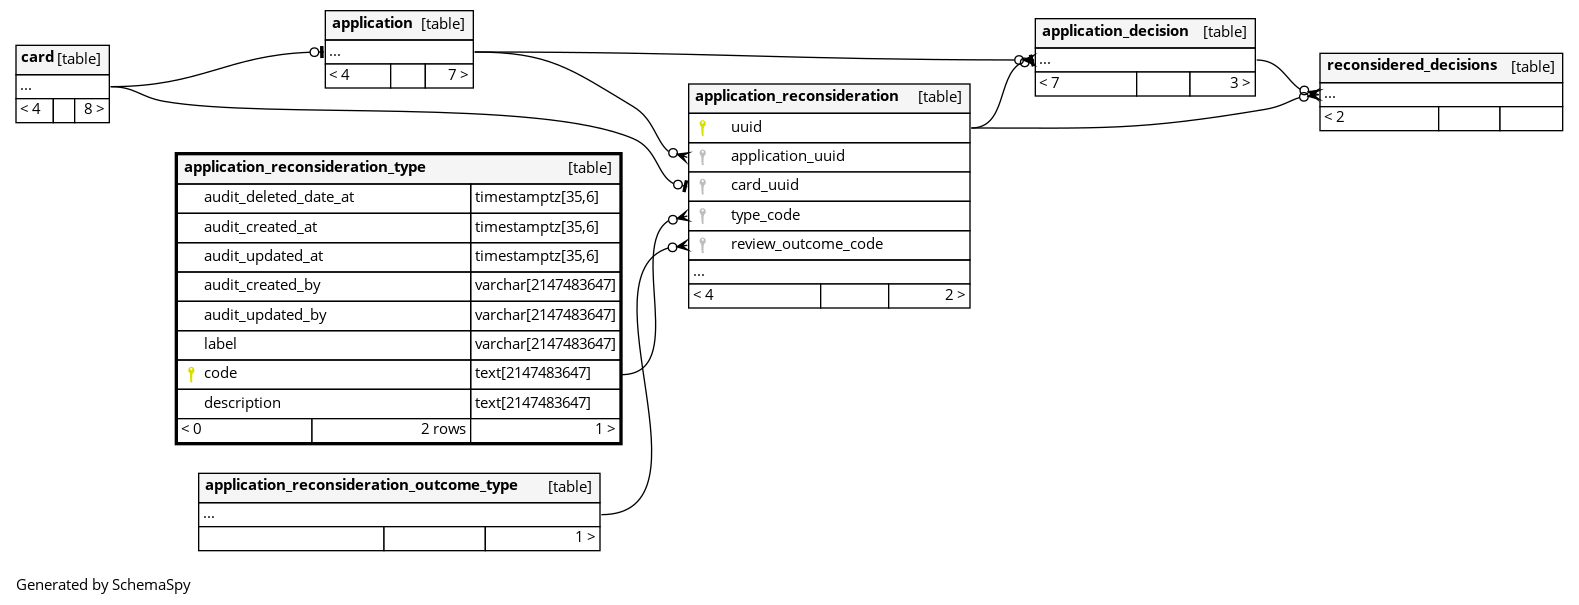 card [table]
...
< 4 8 >
application [table]
...
< 4 7 >
application_decision [table]
...
< 7 3 >
reconsidered_decisions [table]
...
< 2
application_reconsideration [table]
uuid
application_uuid
card_uuid
type_code
review_outcome_code
...
< 4 2 >
application_reconsideration_type [table]
audit_deleted_date_at timestamptz[35,6]
audit_created_at timestamptz[35,6]
audit_updated_at timestamptz[35,6]
audit_created_by varchar[2147483647]
audit_updated_by varchar[2147483647]
label varchar[2147483647]
code text[2147483647]
description text[2147483647]
< 0 2 rows 1 >
application_reconsideration_outcome_type [table]
...
1 >
Generated by SchemaSpy